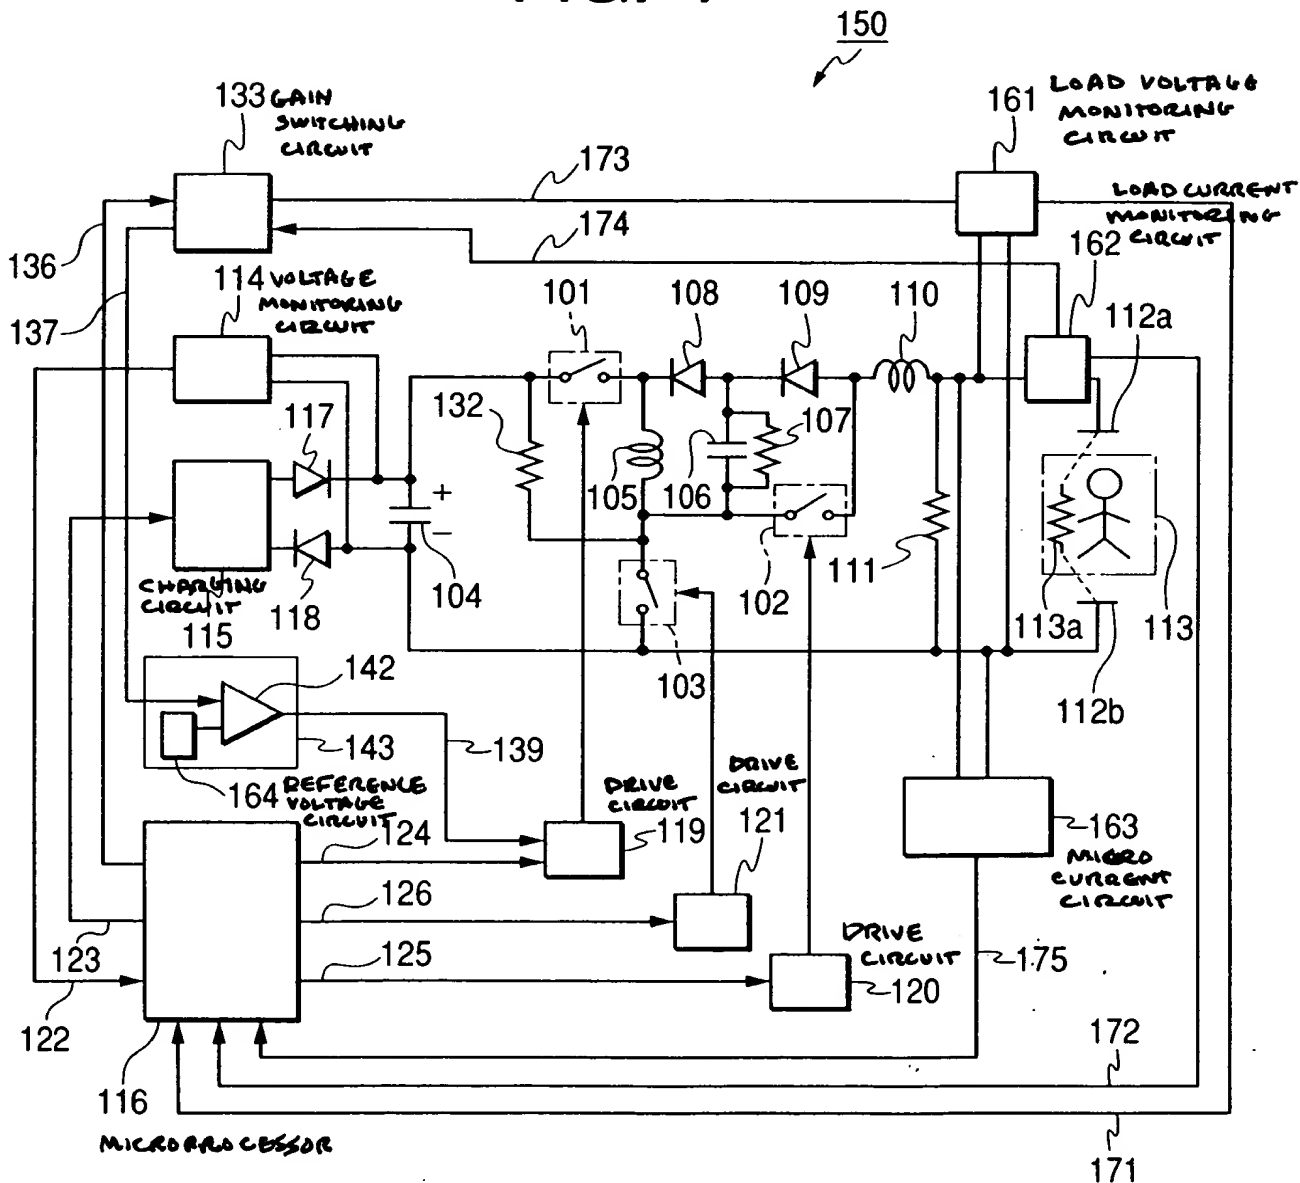 150
133 GAIN
SWITCHING
CIRCUIT
161
LOAD VOLTAGE
MONITORING
CIRCUIT
173
LOAD CURRENT
MONITORING
CIRCUIT
174
162
136
137
114 VOLTAGE
MONITORING
CIRCUIT
101
108
109
110
112a
117
132
107
105
106
+
−
104
118
102
111
CHARGING
CIRCUIT
115
113a
113
103
142
112b
143
139
164 REFERENCE
VOLTAGE
CIRCUIT
DRIVE
CIRCUIT
DRIVE
CIRCUIT
124
119
121
163
MICRO
CURRENT
CIRCUIT
126
123
125
DRIVE
CIRCUIT
120
175
122
172
116
MICROPROCESSOR
171